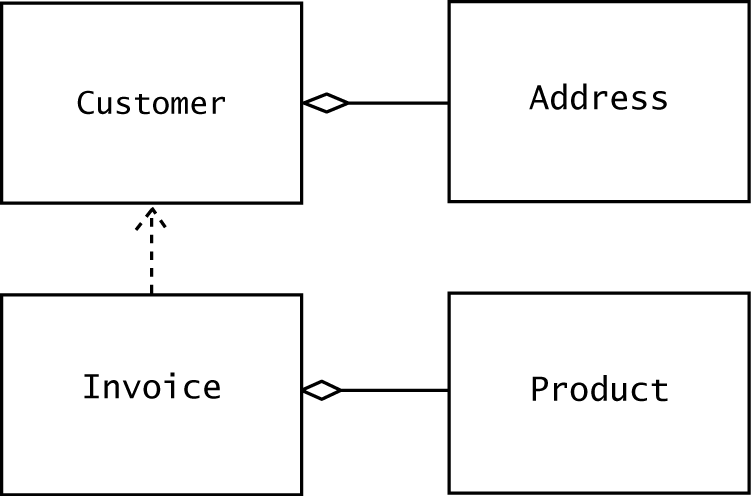 Customer
Address
Invoice
Product